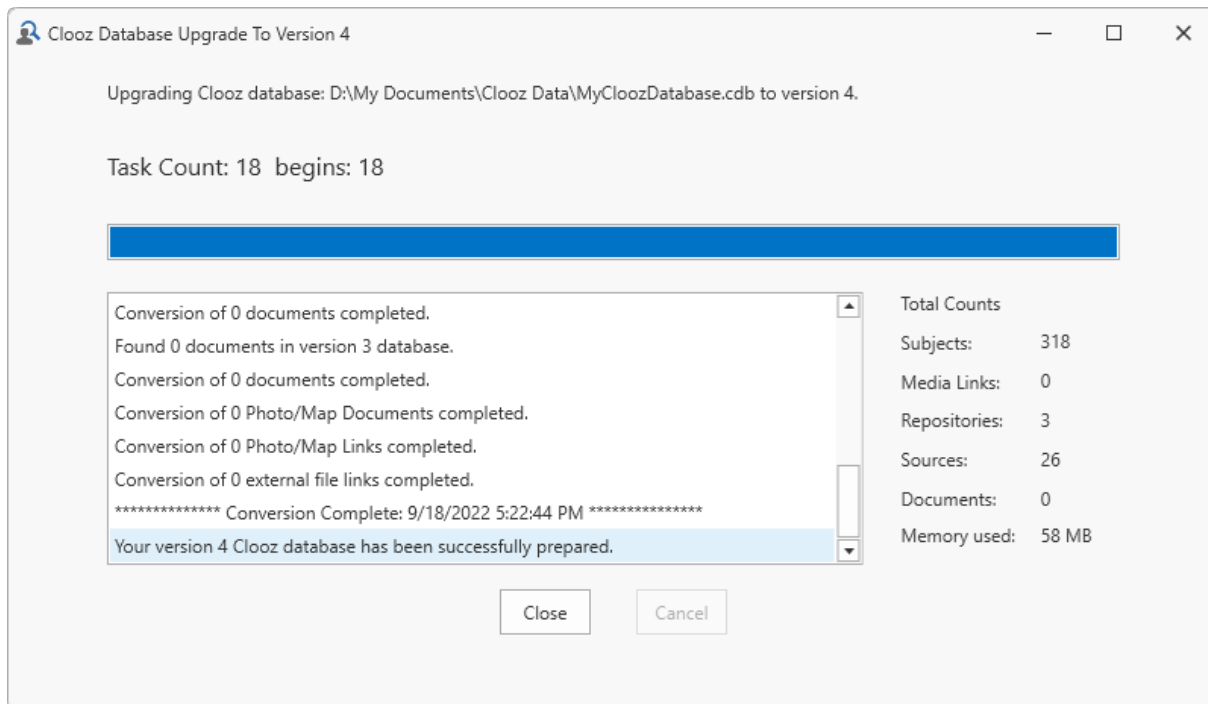 Clooz Database Upgrade To Version 4
Upgrading Clooz database: D:\My Documents\Clooz Data\MyCloozDatabase.cdb to version 4.
Task Count: 18  begins: 18
Conversion of 0 documents completed.
Found 0 documents in version 3 database.
Conversion of 0 documents completed.
Conversion of 0 Photo/Map Documents completed.
Conversion of 0 Photo/Map Links completed.
Conversion of 0 external file links completed.
************** Conversion Complete: 9/18/2022 5:22:44 PM ***************
Your version 4 Clooz database has been successfully prepared.
Total Counts
Subjects: 318
Media Links: 0
Repositories: 3
Sources: 26
Documents: 0
Memory used: 58 MB
Close Cancel